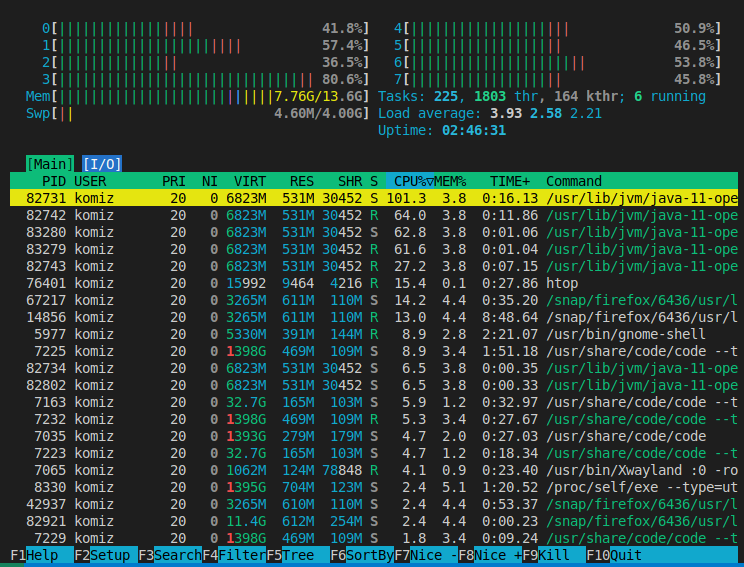 0[||||||||||||||||| 41.8%] 4[|||||||||||||||||||| 50.9%]
1[||||||||||||||||||||||| 57.4%] 5[||||||||||||||||||| 46.5%]
2[||||||||||||||| 36.5%] 6[|||||||||||||||||||||| 53.8%]
3[|||||||||||||||||||||||||||||||| 80.6%] 7[||||||||||||||||||| 45.8%]
Mem[|||||||||||||||||||||||||||7.76G/13.6G] Tasks: 225, 1803 thr, 164 kthr; 6 running
Swp[|| 4.60M/4.00G] Load average: 3.93 2.58 2.21
Uptime: 02:46:31
[Main] [I/O]
PID USER PRI NI VIRT RES SHR S CPU%▽MEM% TIME+ Command
82731 komiz 20 0 6823M 531M 30452 S 101.3 3.8 0:16.13 /usr/lib/jvm/java-11-ope
82742 komiz 20 0 6823M 531M 30452 R 64.0 3.8 0:11.86 /usr/lib/jvm/java-11-ope
83280 komiz 20 0 6823M 531M 30452 S 62.8 3.8 0:01.06 /usr/lib/jvm/java-11-ope
83279 komiz 20 0 6823M 531M 30452 R 61.6 3.8 0:01.04 /usr/lib/jvm/java-11-ope
82743 komiz 20 0 6823M 531M 30452 R 27.2 3.8 0:07.15 /usr/lib/jvm/java-11-ope
76401 komiz 20 0 15992 9464 4216 R 15.4 0.1 0:27.86 htop
67217 komiz 20 0 3265M 611M 110M S 14.2 4.4 0:35.20 /snap/firefox/6436/usr/l
14856 komiz 20 0 3265M 611M 110M R 13.0 4.4 8:48.64 /snap/firefox/6436/usr/l
5977 komiz 20 0 5330M 391M 144M R 8.9 2.8 2:21.07 /usr/bin/gnome-shell
7225 komiz 20 0 1398G 469M 109M S 8.9 3.4 1:51.18 /usr/share/code/code --t
82734 komiz 20 0 6823M 531M 30452 S 6.5 3.8 0:00.35 /usr/lib/jvm/java-11-ope
82802 komiz 20 0 6823M 531M 30452 S 6.5 3.8 0:00.33 /usr/lib/jvm/java-11-ope
7163 komiz 20 0 32.7G 165M 103M S 5.9 1.2 0:32.97 /usr/share/code/code --t
7232 komiz 20 0 1398G 469M 109M R 5.3 3.4 0:27.67 /usr/share/code/code --t
7035 komiz 20 0 1393G 279M 179M S 4.7 2.0 0:27.03 /usr/share/code/code
7223 komiz 20 0 32.7G 165M 103M S 4.7 1.2 0:18.34 /usr/share/code/code --t
7065 komiz 20 0 1062M 124M 78848 R 4.1 0.9 0:23.40 /usr/bin/Xwayland :0 -ro
8330 komiz 20 0 1395G 704M 123M S 2.4 5.1 1:20.52 /proc/self/exe --type=ut
42937 komiz 20 0 3265M 610M 110M S 2.4 4.4 0:53.37 /snap/firefox/6436/usr/l
82921 komiz 20 0 11.4G 612M 254M S 2.4 4.4 0:00.23 /snap/firefox/6436/usr/l
7229 komiz 20 0 1398G 469M 109M S 1.8 3.4 0:09.24 /usr/share/code/code --t
F1Help F2Setup F3SearchF4FilterF5Tree F6SortByF7Nice -F8Nice +F9Kill F10Quit